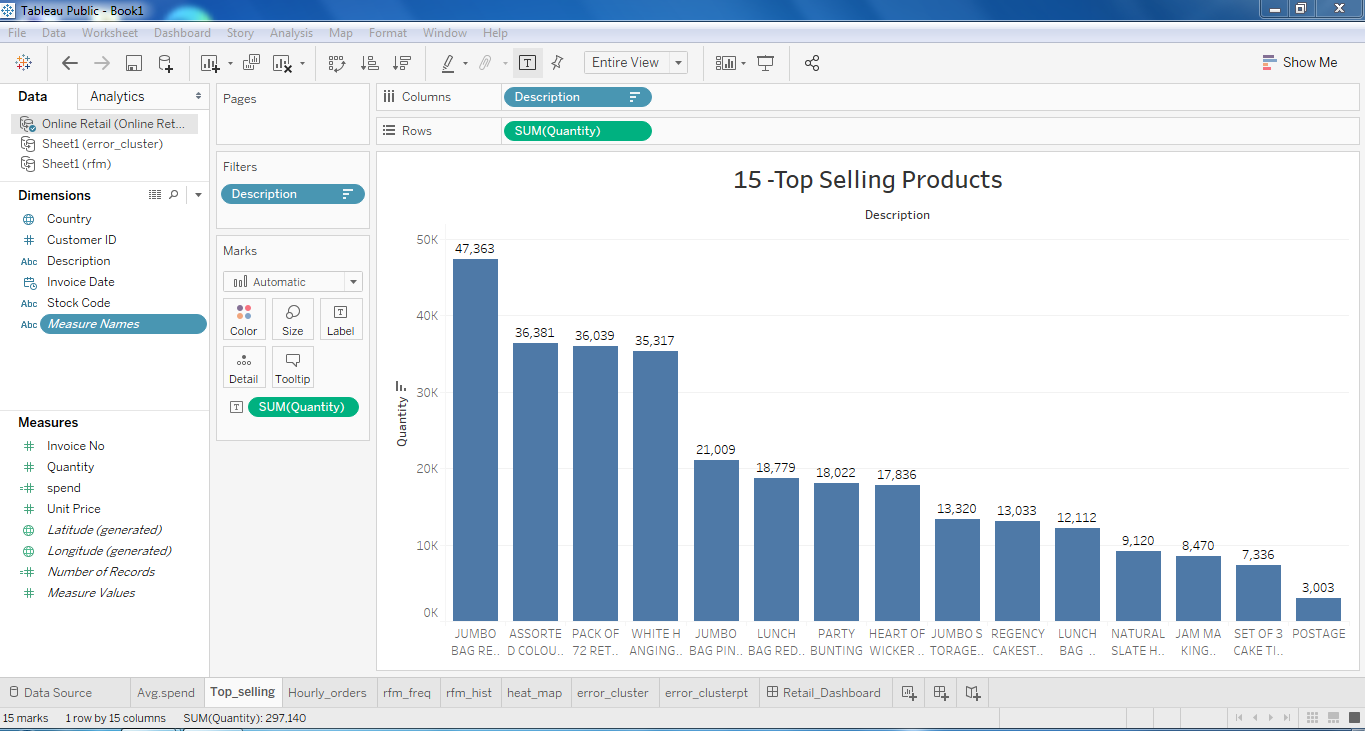 Tableau Public - Book1
File Data Worksheet Dashboard Story Analysis Map Format Window Help
Entire View
Show Me
Data Analytics
Online Retail (Online Ret...
Sheet1 (error_cluster)
Sheet1 (rfm)
Dimensions
Country
Customer ID
Abc Description
Invoice Date
Abc Stock Code
Abc Measure Names
Measures
Invoice No
Quantity
spend
Unit Price
Latitude (generated)
Longitude (generated)
Number of Records
Measure Values
Pages
Filters
Description
Marks
Automatic
Color Size Label
Detail Tooltip
SUM(Quantity)
Columns Description
Rows SUM(Quantity)
15 -Top Selling Products
Description
Quantity
50K
40K
30K
20K
10K
0K
47,363
36,381
36,039
35,317
21,009
18,779
18,022
17,836
13,320
13,033
12,112
9,120
8,470
7,336
3,003
JUMBO
BAG RE..
ASSORTE
D COLOU..
PACK OF
72 RET..
WHITE H
ANGING..
JUMBO
BAG PIN..
LUNCH
BAG RED..
PARTY
BUNTING
HEART OF
WICKER ..
JUMBO S
TORAGE..
REGENCY
CAKEST..
LUNCH
BAG ..
NATURAL
SLATE H..
JAM MA
KING..
SET OF 3
CAKE TI..
POSTAGE
Data Source Avg.spend Top_selling Hourly_orders rfm_freq rfm_hist heat_map error_cluster error_clusterpt Retail_Dashboard
15 marks 1 row by 15 columns SUM(Quantity): 297,140